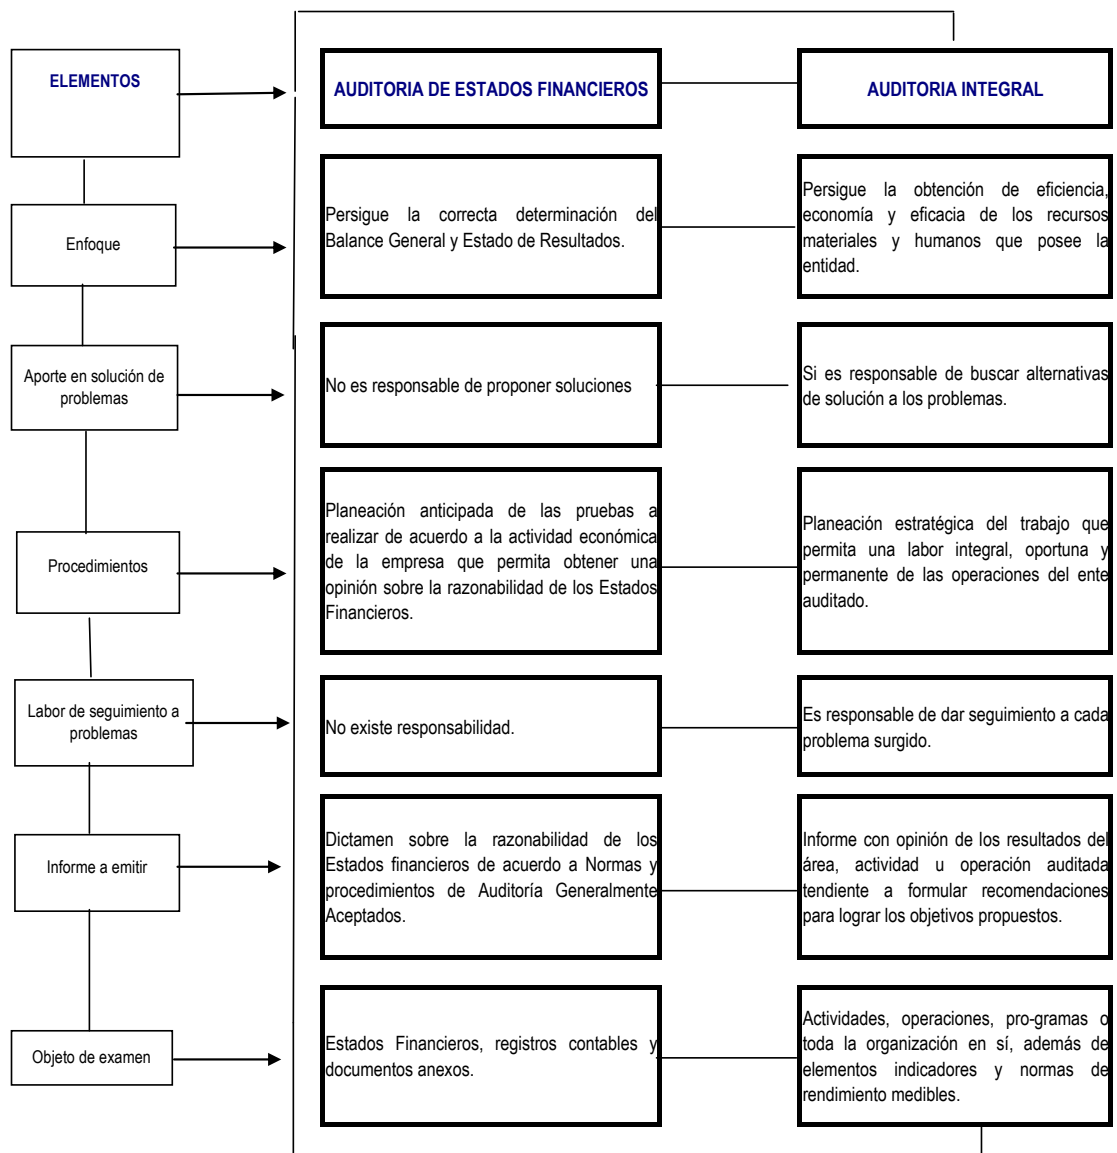 ELEMENTOS
AUDITORIA DE ESTADOS FINANCIEROS
AUDITORIA INTEGRAL
Enfoque
Persigue la correcta determinación del
Balance General y Estado de Resultados.
Persigue la obtención de eficiencia,
economía y eficacia de los recursos
materiales y humanos que posee la
entidad.
Aporte en solución de
problemas
No es responsable de proponer soluciones
Si es responsable de buscar alternativas
de solución a los problemas.
Procedimientos
Planeación anticipada de las pruebas a
realizar de acuerdo a la actividad económica
de la empresa que permita obtener una
opinión sobre la razonabilidad de los Estados
Financieros.
Planeación estratégica del trabajo que
permita una labor integral, oportuna y
permanente de las operaciones del ente
auditado.
Labor de seguimiento a
problemas
No existe responsabilidad.
Es responsable de dar seguimiento a cada
problema surgido.
Informe a emitir
Dictamen sobre la razonabilidad de los
Estados financieros de acuerdo a Normas y
procedimientos de Auditoría Generalmente
Aceptados.
Informe con opinión de los resultados del
área, actividad u operación auditada
tendiente a formular recomendaciones
para lograr los objetivos propuestos.
Objeto de examen
Estados Financieros, registros contables y
documentos anexos.
Actividades, operaciones, pro-gramas o
toda la organización en sí, además de
elementos indicadores y normas de
rendimiento medibles.